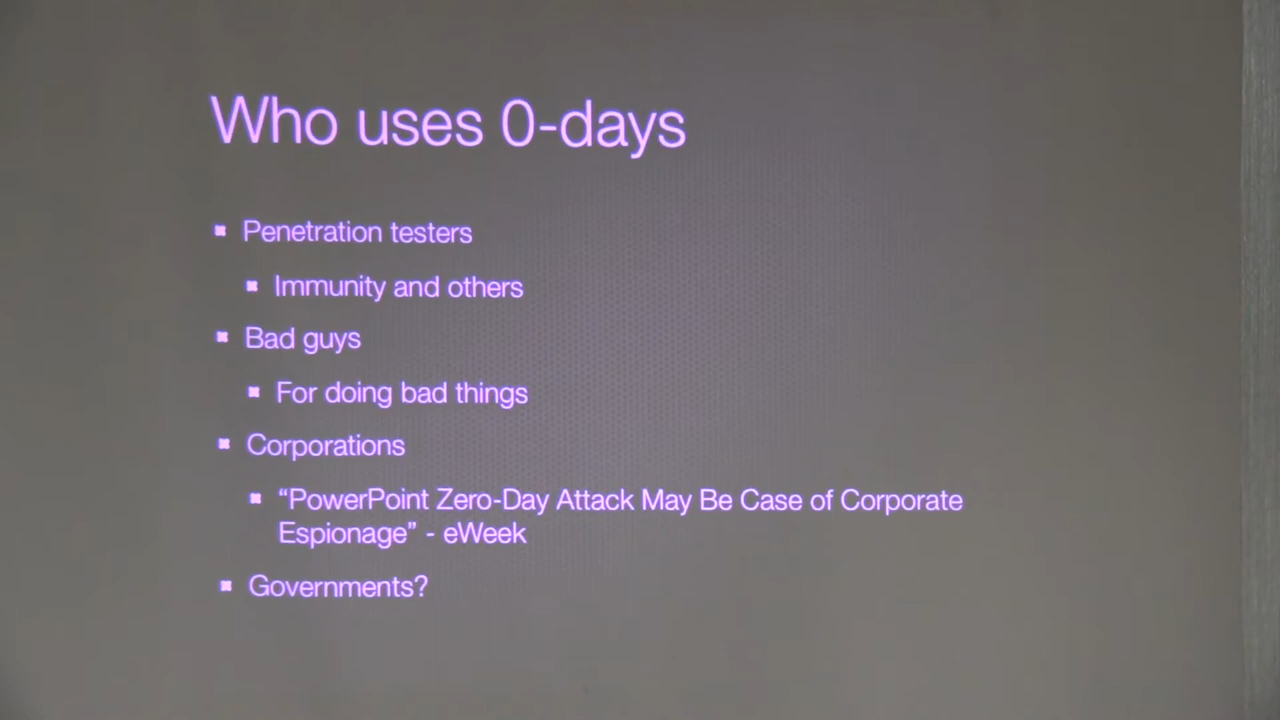 Who uses 0-days
Penetration testers
Immunity and others
Bad guys
For doing bad things
Corporations
“PowerPoint Zero-Day Attack May Be Case of Corporate
Espionage” - eWeek
Governments?